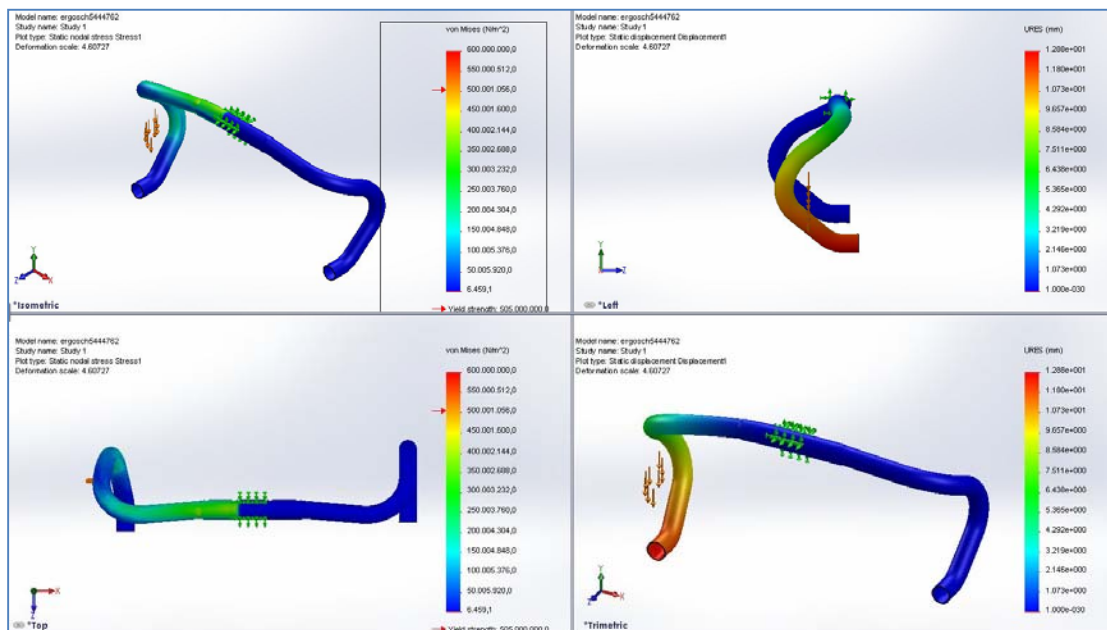 Model name: ergosch5444762
Study name: Study 1
Plot type: Static nodal stress Stress1
Deformation scale: 4.60727
von Mises (N/m^2)
600.000.000,0
550.000.512,0
500.001.056,0
450.001.600,0
400.002.144,0
350.002.688,0
300.003.232,0
250.003.760,0
200.004.304,0
150.004.848,0
100.005.376,0
50.005.920,0
6.459,1
Yield strength: 505.000.000,0
Y
X
Z
*Isometric
Model name: ergosch5444762
Study name: Study 1
Plot type: Static displacement Displacement1
Deformation scale: 4.60727
URES (mm)
1.288e+001
1.180e+001
1.073e+001
9.657e+000
8.584e+000
7.511e+000
6.438e+000
5.365e+000
4.292e+000
3.219e+000
2.146e+000
1.073e+000
1.000e-030
Y
Z
*Left
Model name: ergosch5444762
Study name: Study 1
Plot type: Static nodal stress Stress1
Deformation scale: 4.60727
von Mises (N/m^2)
600.000.000,0
550.000.512,0
500.001.056,0
450.001.600,0
400.002.144,0
350.002.688,0
300.003.232,0
250.003.760,0
200.004.304,0
150.004.848,0
100.005.376,0
50.005.920,0
6.459,1
Yield strength: 505.000.000,0
X
Z
*Top
Model name: ergosch5444762
Study name: Study 1
Plot type: Static displacement Displacement1
Deformation scale: 4.60727
URES (mm)
1.288e+001
1.180e+001
1.073e+001
9.657e+000
8.584e+000
7.511e+000
6.438e+000
5.365e+000
4.292e+000
3.219e+000
2.146e+000
1.073e+000
1.000e-030
Y
X
Z
*Trimetric